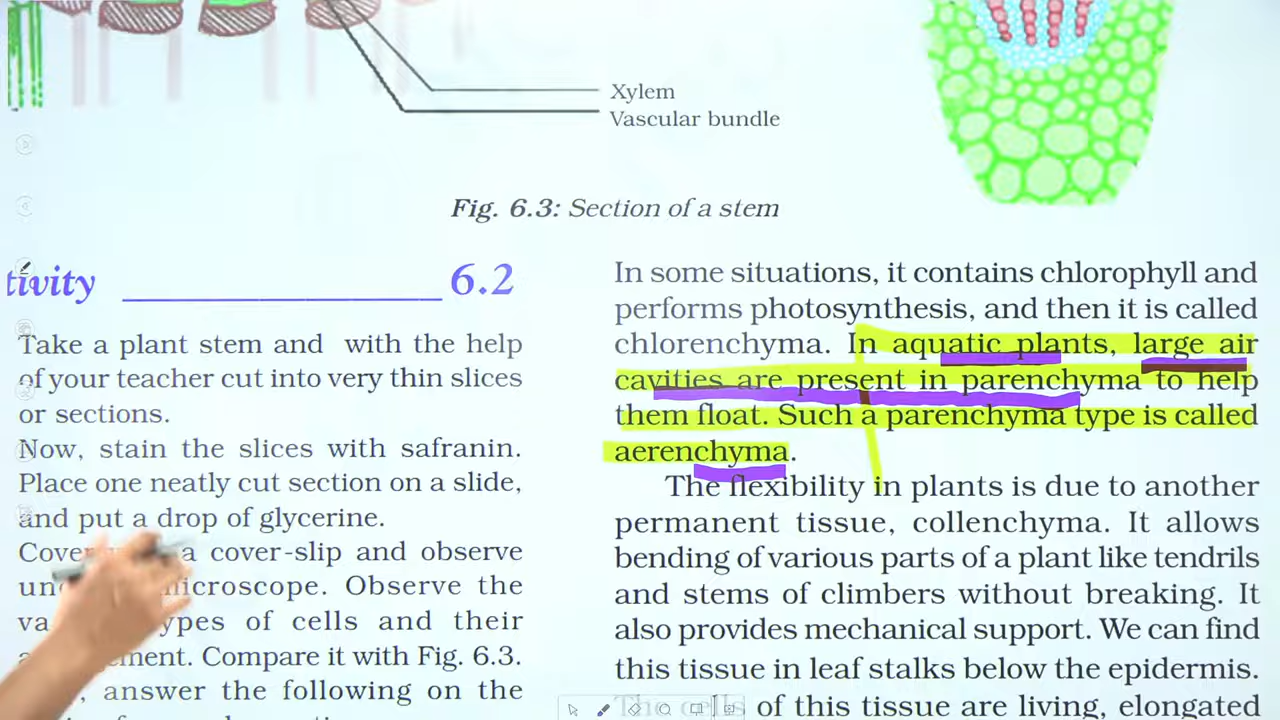 Xylem
Vascular bundle
Fig. 6.3: Section of a stem
tivity 6.2
Take a plant stem and with the help
of your teacher cut into very thin slices
or sections.
Now, stain the slices with safranin.
Place one neatly cut section on a slide,
and put a drop of glycerine.
Cover a cover-slip and observe
microscope. Observe the
types of cells and their
Compare it with Fig. 6.3.
answer the following on the
In some situations, it contains chlorophyll and
performs photosynthesis, and then it is called
chlorenchyma. In aquatic plants, large air
cavities are present in parenchyma to help
them float. Such a parenchyma type is called
aerenchyma.
The flexibility in plants is due to another
permanent tissue, collenchyma. It allows
bending of various parts of a plant like tendrils
and stems of climbers without breaking. It
also provides mechanical support. We can find
this tissue in leaf stalks below the epidermis.
The cells of this tissue are living, elongated